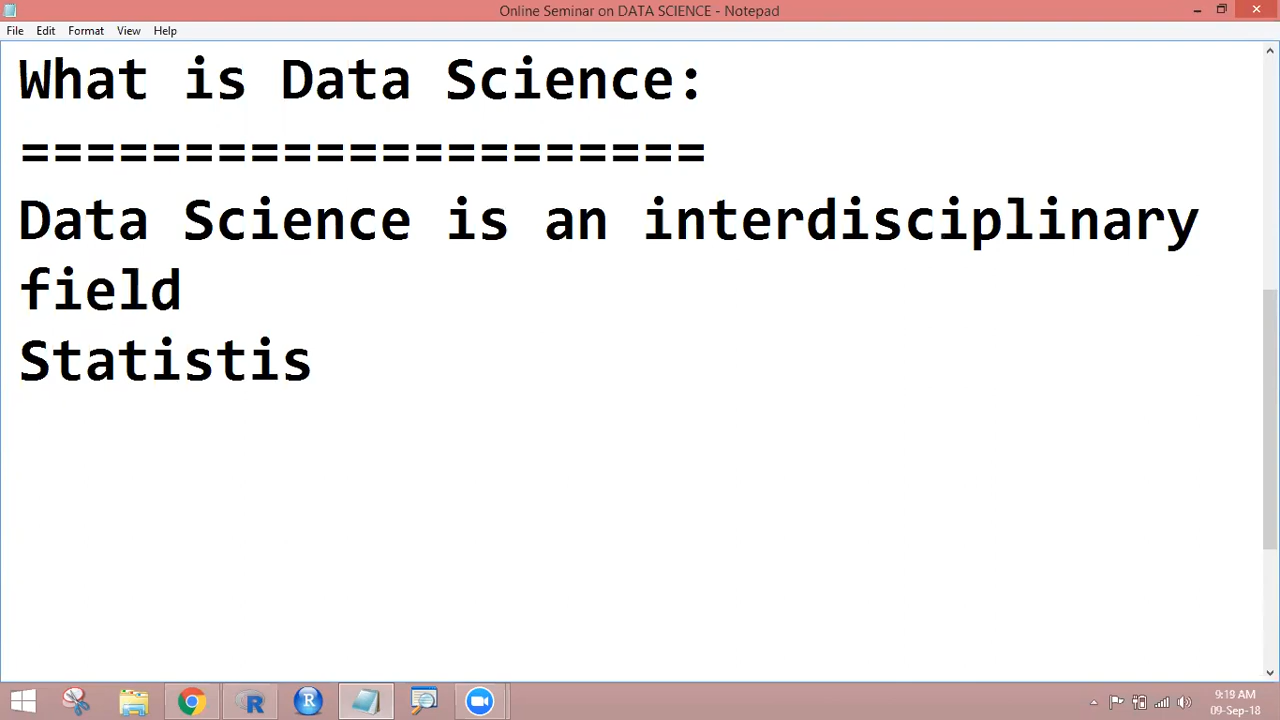 Online Seminar on DATA SCIENCE - Notepad
File Edit Format View Help
What is Data Science:
=====================
Data Science is an interdisciplinary
field
Statistis
9:19 AM
09-Sep-18